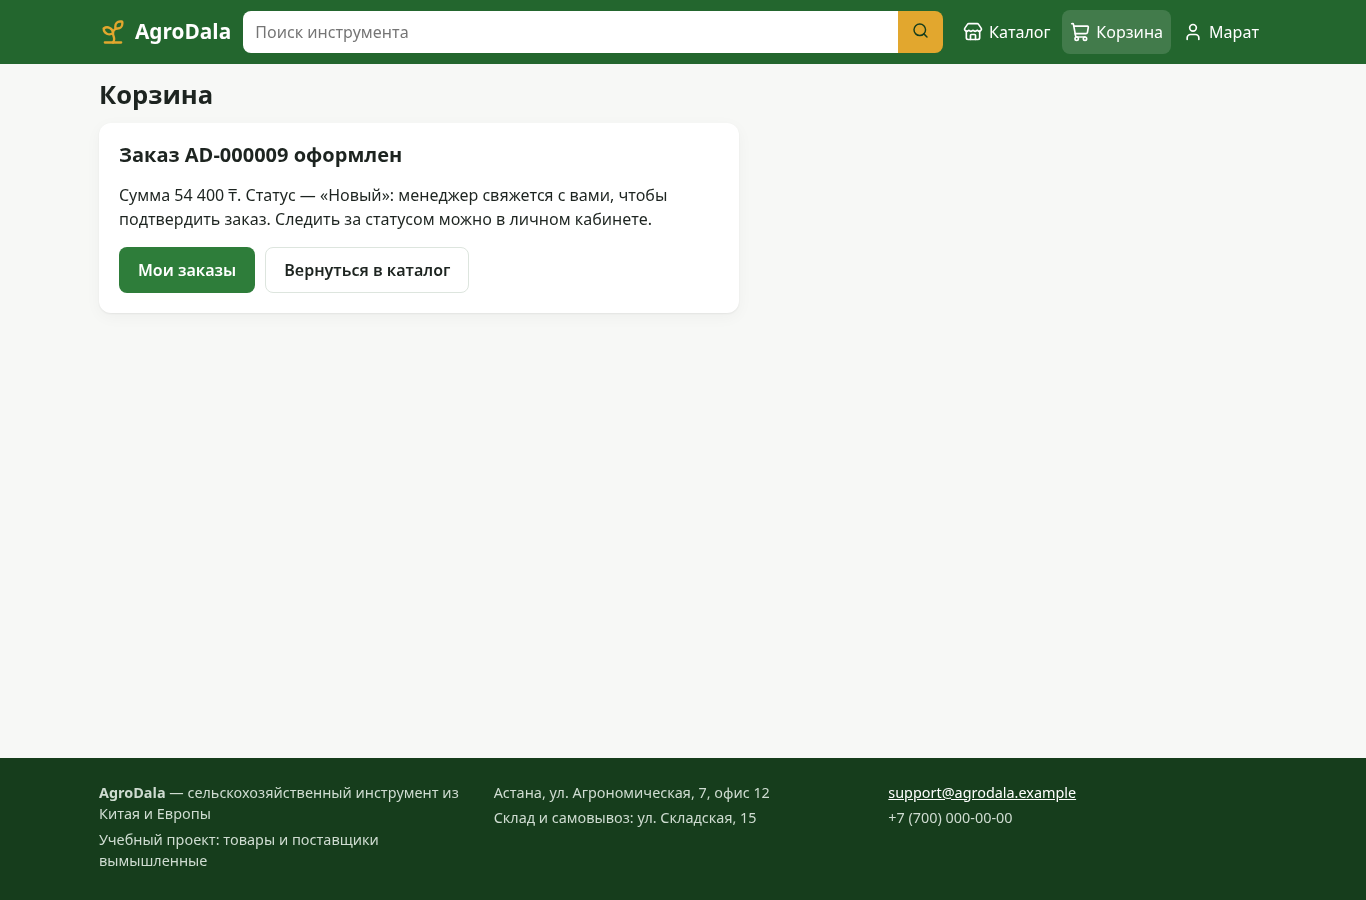 AgroDala
Поиск инструмента
Каталог
Корзина
Марат
Корзина
Заказ AD-000009 оформлен
Сумма 54 400 ₸. Статус — «Новый»: менеджер свяжется с вами, чтобы
подтвердить заказ. Следить за статусом можно в личном кабинете.
Мои заказы
Вернуться в каталог
AgroDala — сельскохозяйственный инструмент из
Китая и Европы
Учебный проект: товары и поставщики
вымышленные
Астана, ул. Агрономическая, 7, офис 12
Склад и самовывоз: ул. Складская, 15
support@agrodala.example
+7 (700) 000-00-00